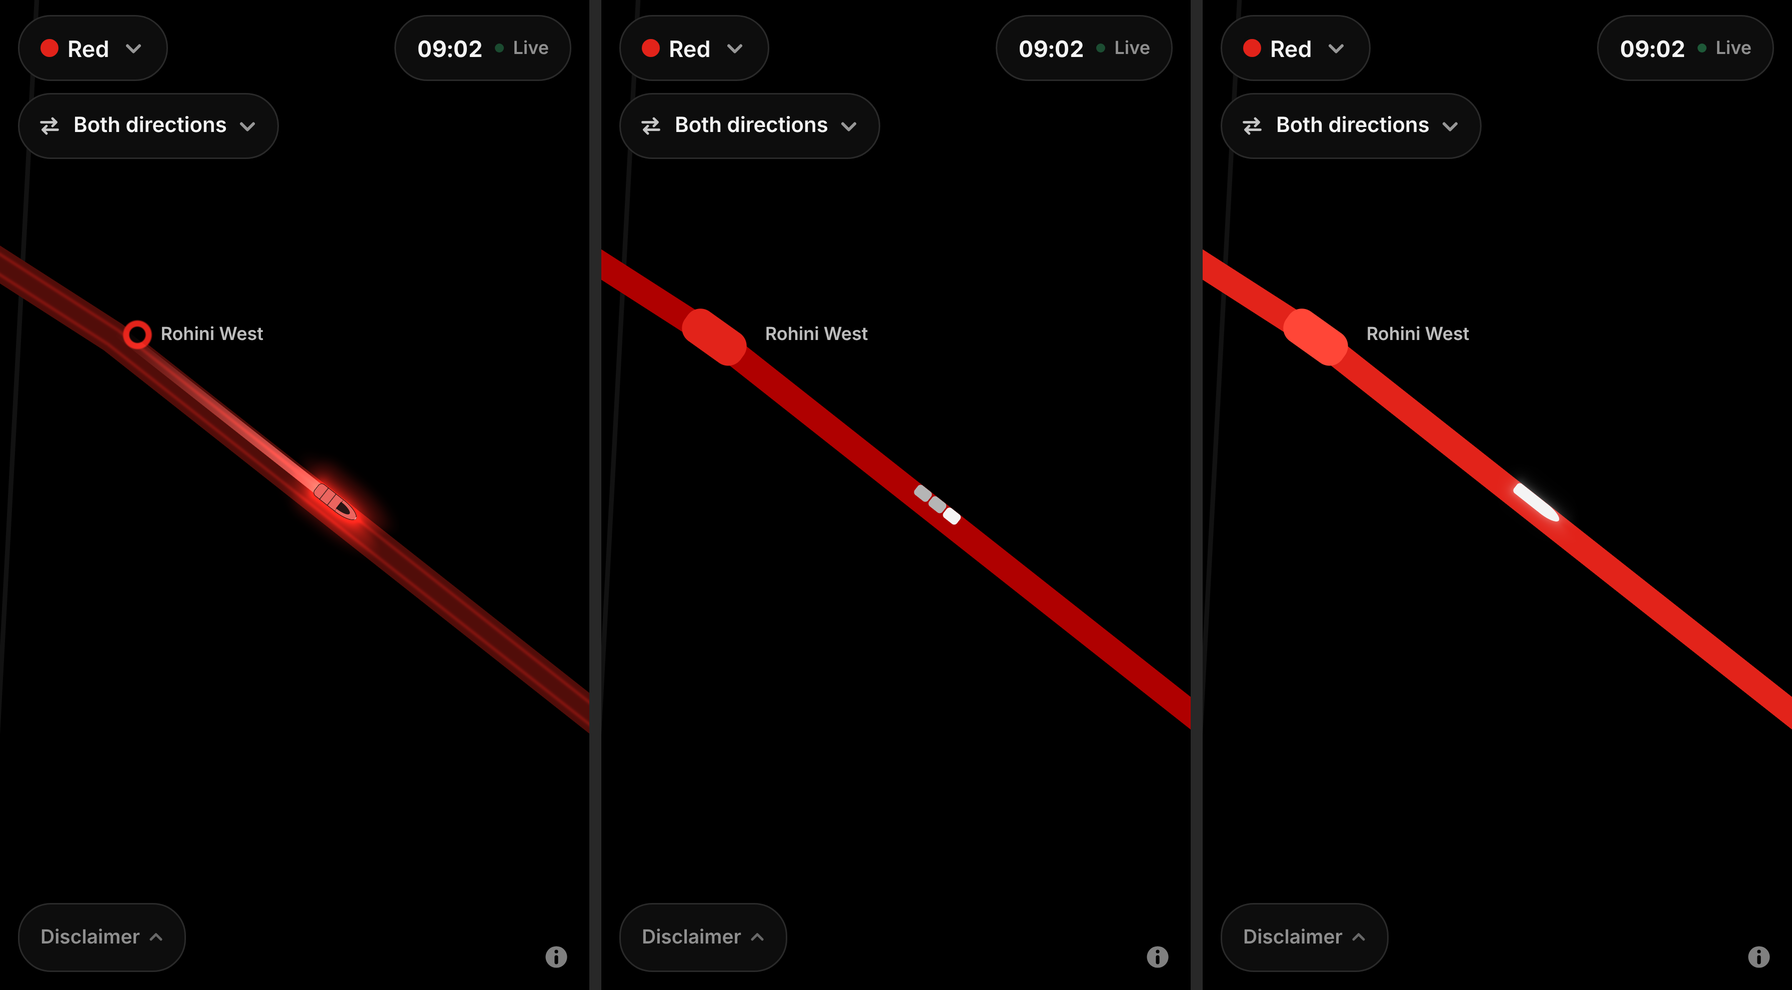 Red
09:02 Live
Both directions
Rohini West
Disclaimer
Red
09:02 Live
Both directions
Rohini West
Disclaimer
Red
09:02 Live
Both directions
Rohini West
Disclaimer